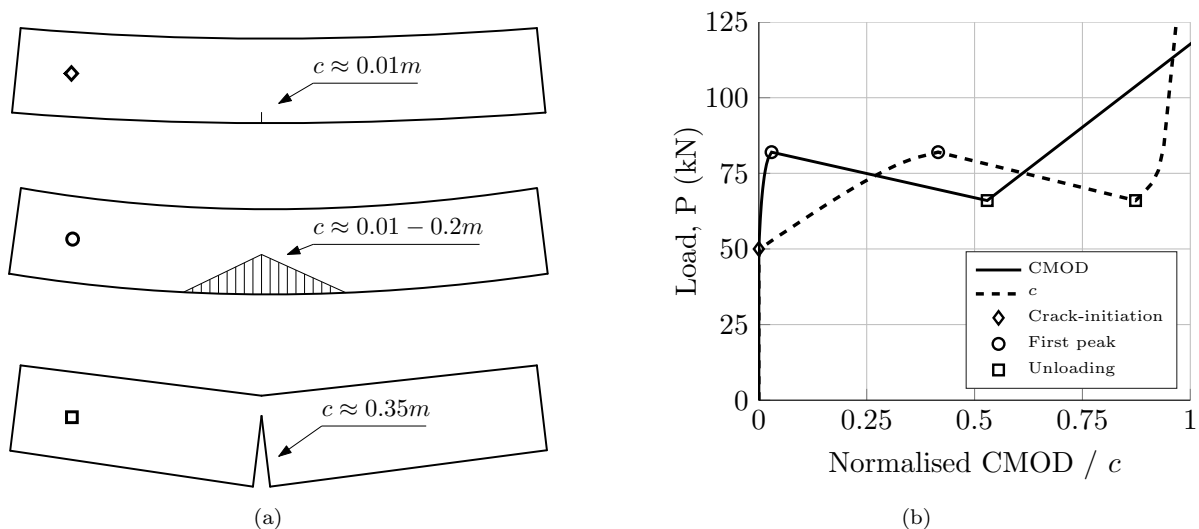 c ≈ 0.01m
c ≈ 0.01 − 0.2m
c ≈ 0.35m
(a)
125
100
75
50
25
0
0 0.25 0.5 0.75 1
Load, P (kN)
Normalised CMOD / c
CMOD
c
Crack-initiation
First peak
Unloading
(b)